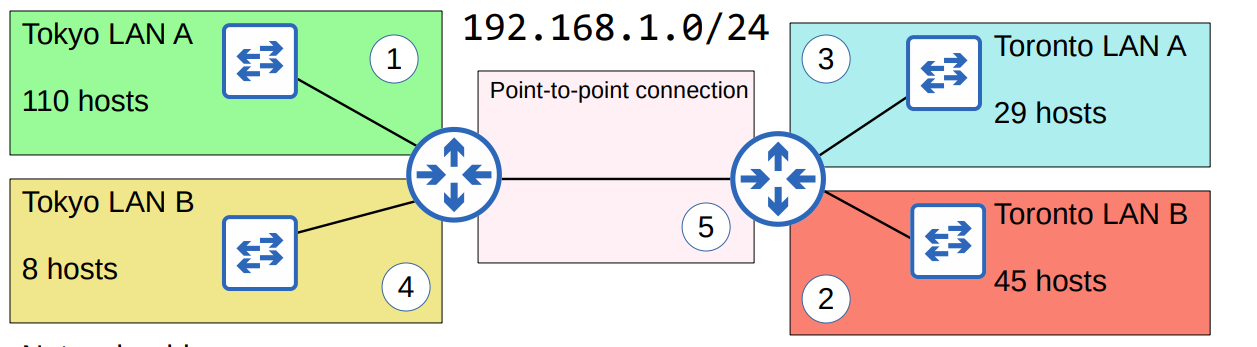 192.168.1.0/24
Tokyo LAN A
110 hosts
1
Point-to-point connection
5
3
Toronto LAN A
29 hosts
Tokyo LAN B
8 hosts
4
Toronto LAN B
45 hosts
2